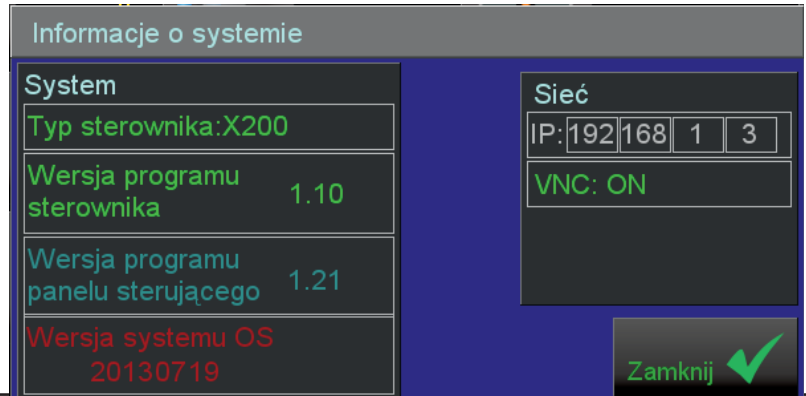 Informacje o systemie
System
Typ sterownika:X200
Wersja programu
sterownika 1.10
Wersja programu
panelu sterującego 1.21
Wersja systemu OS
20130719
Sieć
IP: 192 168 1 3
VNC: ON
Zamknij